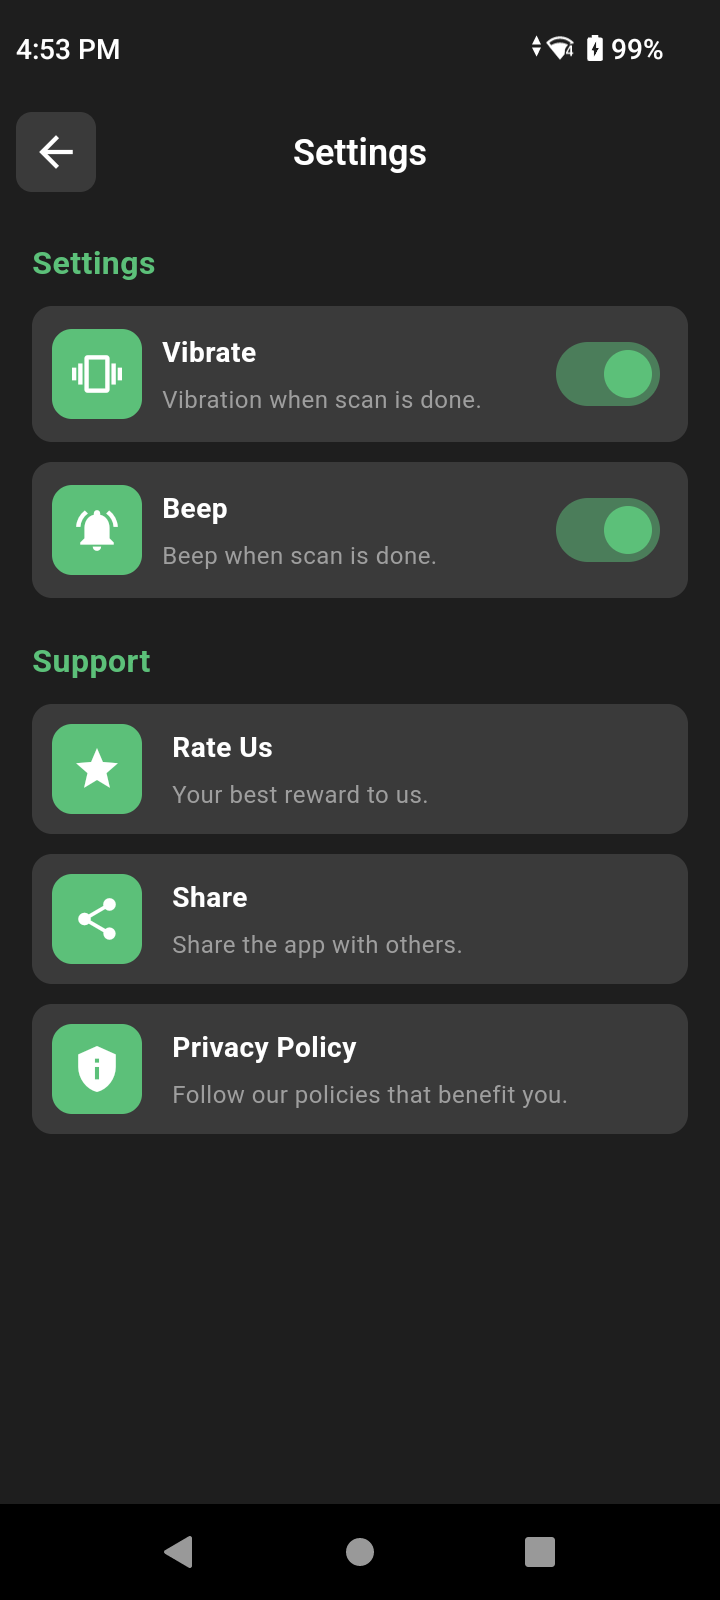 4:53 PM
4
99%
Settings
Settings
Vibrate
Vibration when scan is done.
Beep
Beep when scan is done.
Support
Rate Us
Your best reward to us.
Share
Share the app with others.
Privacy Policy
Follow our policies that benefit you.